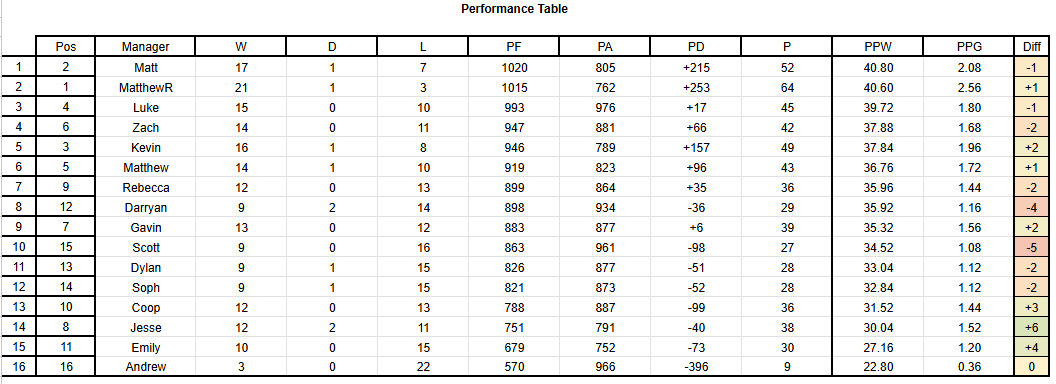 Performance Table
Pos Manager W D L PF PA PD P PPW PPG Diff
1 2 Matt 17 1 7 1020 805 +215 52 40.80 2.08 -1
2 1 MatthewR 21 1 3 1015 762 +253 64 40.60 2.56 +1
3 4 Luke 15 0 10 993 976 +17 45 39.72 1.80 -1
4 6 Zach 14 0 11 947 881 +66 42 37.88 1.68 -2
5 3 Kevin 16 1 8 946 789 +157 49 37.84 1.96 +2
6 5 Matthew 14 1 10 919 823 +96 43 36.76 1.72 +1
7 9 Rebecca 12 0 13 899 864 +35 36 35.96 1.44 -2
8 12 Darryan 9 2 14 898 934 -36 29 35.92 1.16 -4
9 7 Gavin 13 0 12 883 877 +6 39 35.32 1.56 +2
10 15 Scott 9 0 16 863 961 -98 27 34.52 1.08 -5
11 13 Dylan 9 1 15 826 877 -51 28 33.04 1.12 -2
12 14 Soph 9 1 15 821 873 -52 28 32.84 1.12 -2
13 10 Coop 12 0 13 788 887 -99 36 31.52 1.44 +3
14 8 Jesse 12 2 11 751 791 -40 38 30.04 1.52 +6
15 11 Emily 10 0 15 679 752 -73 30 27.16 1.20 +4
16 16 Andrew 3 0 22 570 966 -396 9 22.80 0.36 0